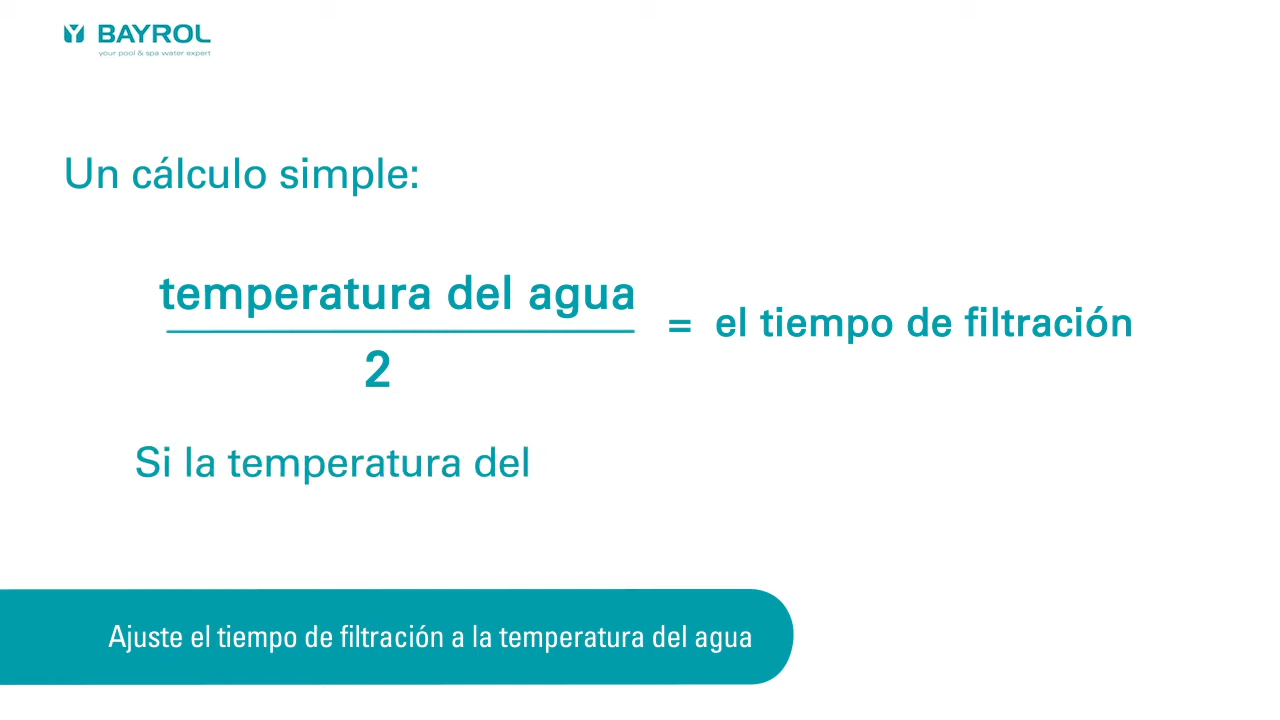 BAYROL
your pool & spa water expert
Un cálculo simple:
temperatura del agua
2
= el tiempo de filtración
Si la temperatura del
Ajuste el tiempo de filtración a la temperatura del agua